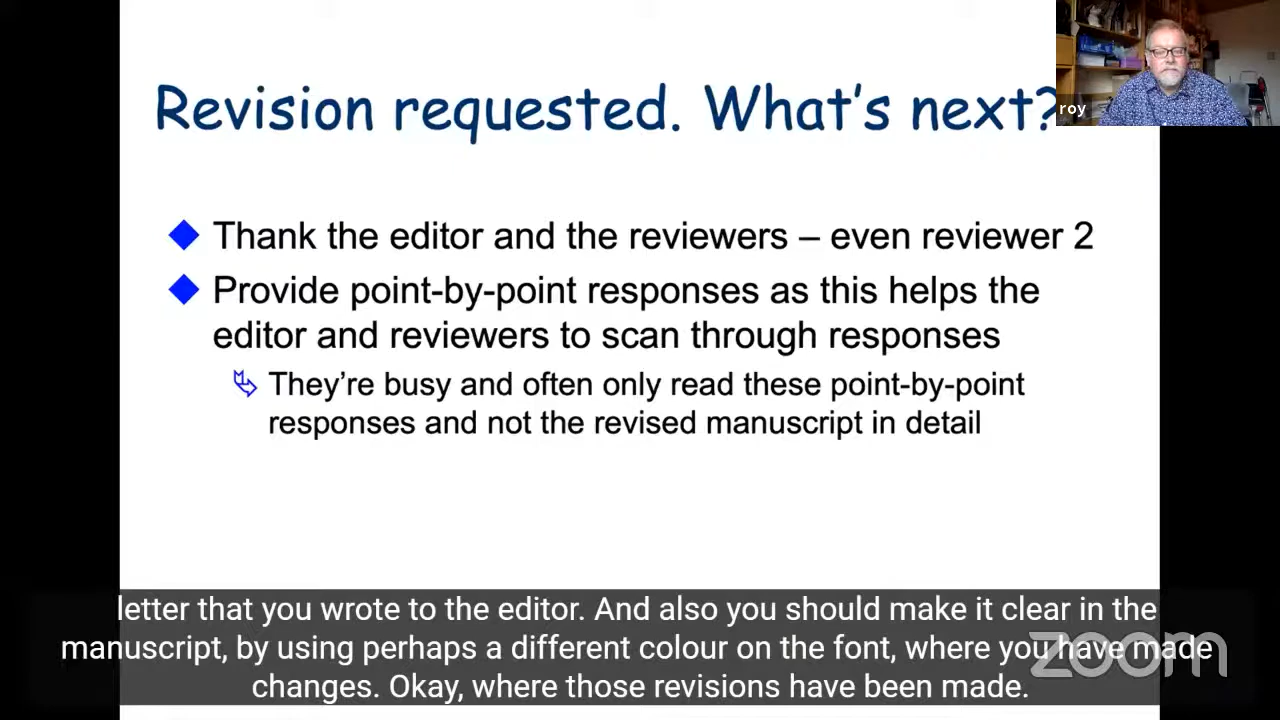 Revision requested. What's next?
roy
Thank the editor and the reviewers – even reviewer 2
Provide point-by-point responses as this helps the
editor and reviewers to scan through responses
They're busy and often only read these point-by-point
responses and not the revised manuscript in detail
letter that you wrote to the editor. And also you should make it clear in the
manuscript, by using perhaps a different colour on the font, where you have made
changes. Okay, where those revisions have been made.
zoom